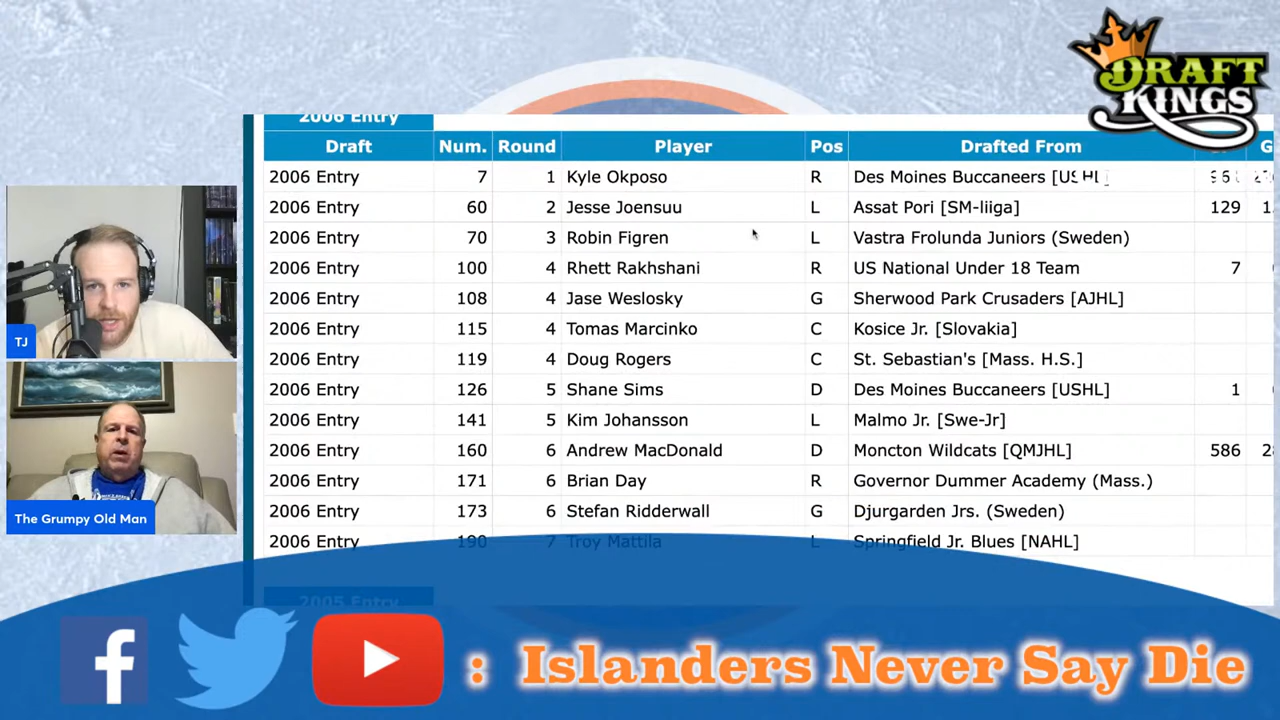 DRAFT
KINGS
2006 Entry
Draft Num. Round Player Pos Drafted From G
2006 Entry 7 1 Kyle Okposo R Des Moines Buccaneers [USHL]
2006 Entry 60 2 Jesse Joensuu L Assat Pori [SM-liiga] 129
2006 Entry 70 3 Robin Figren L Vastra Frolunda Juniors (Sweden)
2006 Entry 100 4 Rhett Rakhshani R US National Under 18 Team 7
2006 Entry 108 4 Jase Weslosky G Sherwood Park Crusaders [AJHL]
2006 Entry 115 4 Tomas Marcinko C Kosice Jr. [Slovakia]
2006 Entry 119 4 Doug Rogers C St. Sebastian's [Mass. H.S.]
2006 Entry 126 5 Shane Sims D Des Moines Buccaneers [USHL] 1
2006 Entry 141 5 Kim Johansson L Malmo Jr. [Swe-Jr]
2006 Entry 160 6 Andrew MacDonald D Moncton Wildcats [QMJHL] 586 28
2006 Entry 171 6 Brian Day R Governor Dummer Academy (Mass.)
2006 Entry 173 6 Stefan Ridderwall G Djurgarden Jrs. (Sweden)
2006 Entry 190 7 Troy Mattila L Springfield Jr. Blues [NAHL]
2005 Entry
TJ
The Grumpy Old Man
: Islanders Never Say Die